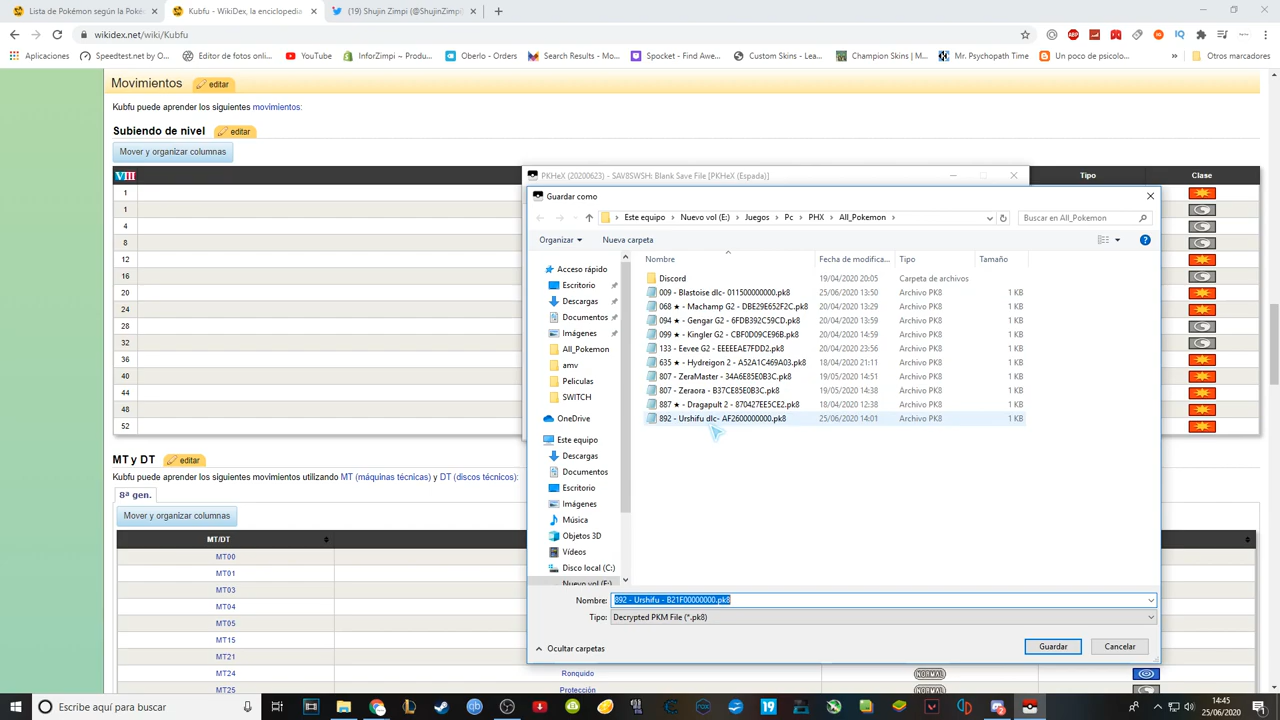 Lista de Pokémon según la Poké
Kubfu - WikiDex, la enciclopedia
(19) Shujin Zimpi (@ShujinZimpi)
wikidex.net/wiki/Kubfu
Aplicaciones
Speedtest.net by O...
Editor de fotos onli...
YouTube
InforZimpi ~ Produ...
Oberlo - Orders
Search Results - Mo...
Spocket - Find Awe...
Custom Skins - Lea...
Champion Skins | M...
Mr. Psychopath Time
Un poco de psicolo...
»
Otros marcadores
Movimientos editar
Kubfu puede aprender los siguientes movimientos:
Subiendo de nivel editar
Mover y organizar columnas
VIII
Tipo
Clase
1
1
4
8
12
16
20
24
28
32
36
40
44
48
52
PKHeX (20200623) - SAV8SWSH: Blank Save File [PKHeX (Espada)]
Guardar como
Este equipo > Nuevo vol (E:) > Juegos > Pc > PHX > All_Pokemon >
Buscar en All_Pokemon
Organizar
Nueva carpeta
Acceso rápido
Escritorio
Descargas
Documentos
Imágenes
All_Pokemon
amv
Peliculas
SWITCH
OneDrive
Este equipo
Descargas
Documentos
Escritorio
Imágenes
Música
Objetos 3D
Vídeos
Disco local (C:)
Nuevo vol (E:)
Nombre Fecha de modifica... Tipo Tamaño
Discord 19/04/2020 20:05 Carpeta de archivos
009 - Blastoise dlc- 011500000000.pk8 25/06/2020 13:50 Archivo PK8 1 KB
068 ★ - Machamp G2 - DBE29E652F2C.pk8 20/04/2020 13:59 Archivo PK8 1 KB
094 ★ - Gengar G2 - 6FDB392C59CD.pk8 20/04/2020 13:59 Archivo PK8 1 KB
099 ★ - Kingler G2 - CBF0D09CE96B.pk8 20/04/2020 14:59 Archivo PK8 1 KB
133 - Eevee G2 - EEEEEAE7FDD2.pk8 20/04/2020 23:56 Archivo PK8 1 KB
635 ★ - Hydreigon 2 - A52A1C469A03.pk8 18/04/2020 21:11 Archivo PK8 1 KB
807 - ZeraMaster - 34A6E85E0B3C.pk8 19/05/2020 14:51 Archivo PK8 1 KB
807 - Zeraora - B37CE85E0B3C.pk8 19/05/2020 14:38 Archivo PK8 1 KB
887 ★ - Dragapult 2 - 870427EE5CE2.pk8 18/04/2020 12:38 Archivo PK8 1 KB
892 - Urshifu dlc- AF2600000000.pk8 25/06/2020 14:01 Archivo PK8 1 KB
Nombre: 892 - Urshifu - B21F00000000.pk8
Tipo: Decrypted PKM File (*.pk8)
Ocultar carpetas
Guardar
Cancelar
MT y DT editar
Kubfu puede aprender los siguientes movimientos utilizando MT (máquinas técnicas) y DT (discos técnicos):
8ª gen.
Mover y organizar columnas
MT/DT
MT00
MT01
MT03
MT04
MT05
MT15
MT21
MT24 Ronquido NORMAL
MT25 Protección NORMAL
Escribe aquí para buscar
14:45
25/06/2020